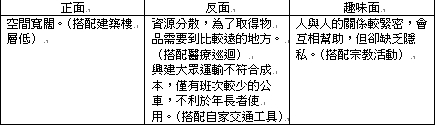 正面 反面 趣味面
空間寬闊。(搭配建築樓
層低)
資源分散，為了取得物
品需要到比較遠的地方。
(搭配醫療巡迴)
興建大眾運輸不符合成
本，僅有班次較少的公
車，不利於年長者使
用。(搭配自家交通工具)
人與人的關係較緊密，會
互相幫助，但卻缺乏隱
私。(搭配宗教活動)